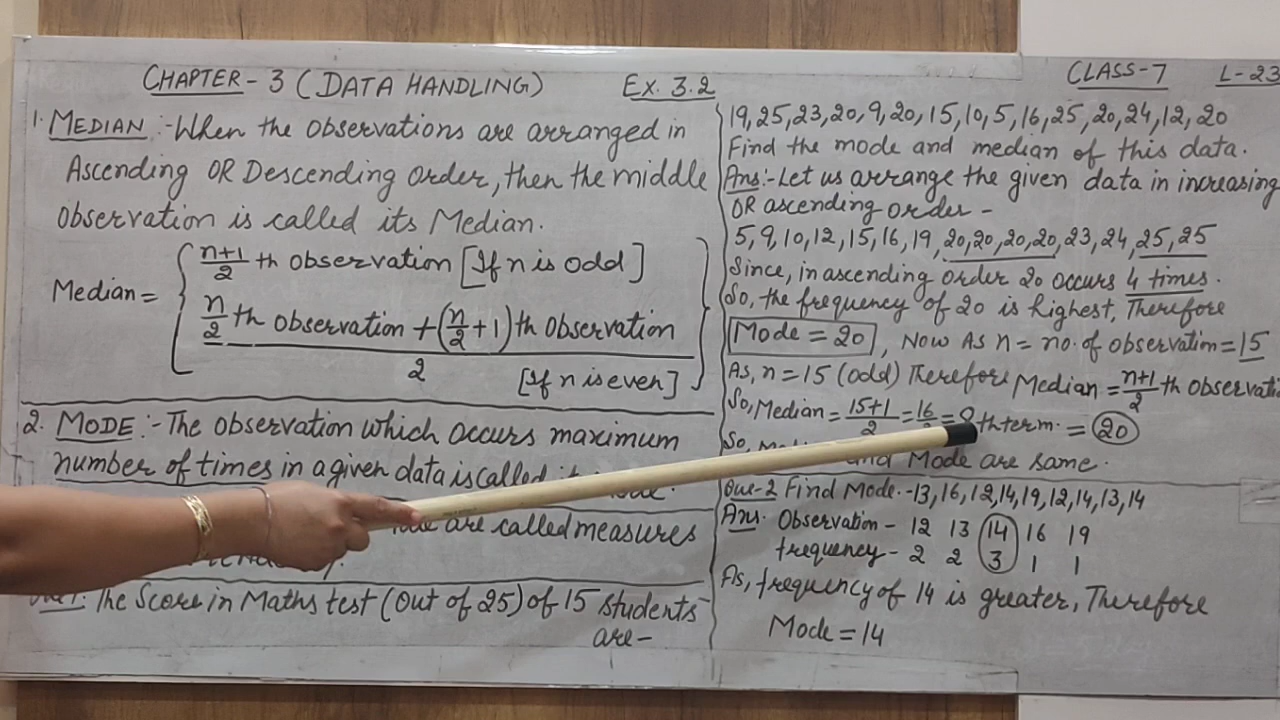 CHAPTER - 3 (DATA HANDLING) Ex. 3.2
1. MEDIAN :- When the observations are arranged in
Ascending OR Descending Order, then the middle
Observation is called its Median.
Median = { n+1/2 th observation [If n is odd]
n/2 th observation + (n/2 + 1) th observation
2 [If n is even]
2. MODE :- The observation which occurs maximum
number of times in a given data is called
are called measures
The Score in Maths test (Out of 25) of 15 students
are -
CLASS-7 L-23
19, 25, 23, 20, 9, 20, 15, 10, 5, 16, 25, 20, 24, 12, 20
Find the mode and median of this data.
Ans:- Let us arrange the given data in increasing
OR ascending order -
5, 9, 10, 12, 15, 16, 19, 20, 20, 20, 20, 23, 24, 25, 25
Since, in ascending order 20 occurs 4 times.
So, the frequency of 20 is highest, Therefore
Mode = 20, Now As n = no. of observation = 15
As, n = 15 (odd) Therefore Median = n+1/2 th observati
So, Median = 15+1/2 = 16 = th term. = 20
So, and Mode are same.
Que-2 Find Mode :- 13, 16, 12, 14, 19, 12, 14, 13, 14
Ans. Observation - 12 13 14 16 19
frequency - 2 2 3 1 1
As, frequency of 14 is greater, Therefore
Mode = 14